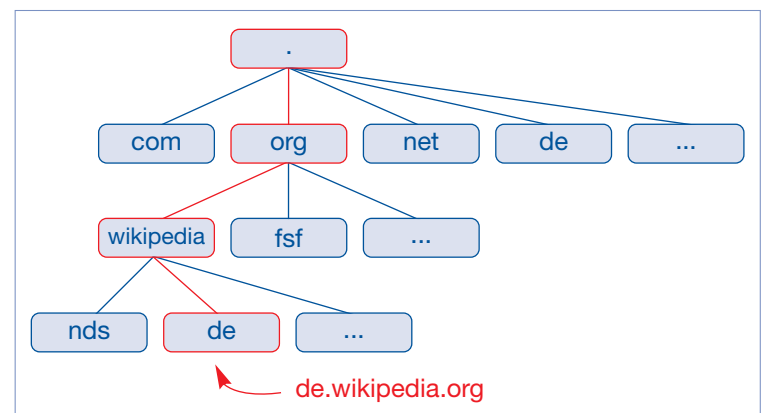 .
com org net de ...
wikipedia fsf ...
nds de ...
de.wikipedia.org